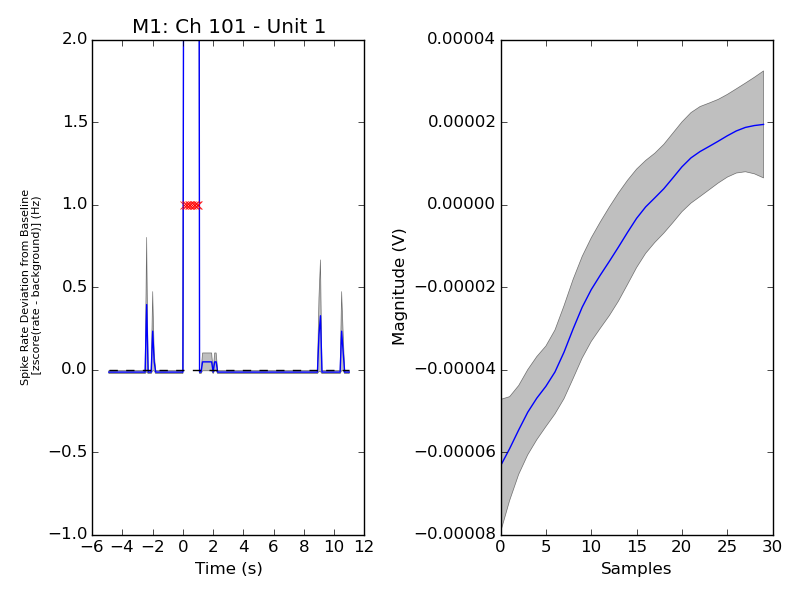 M1: Ch 101 - Unit 1
Spike Rate Deviation from Baseline
[zscore(rate - background)] (Hz)
2.0
1.5
1.0
0.5
0.0
−0.5
−1.0
−6 −4 −2 0 2 4 6 8 10 12
Time (s)
Magnitude (V)
0.00004
0.00002
0.00000
−0.00002
−0.00004
−0.00006
−0.00008
0 5 10 15 20 25 30
Samples